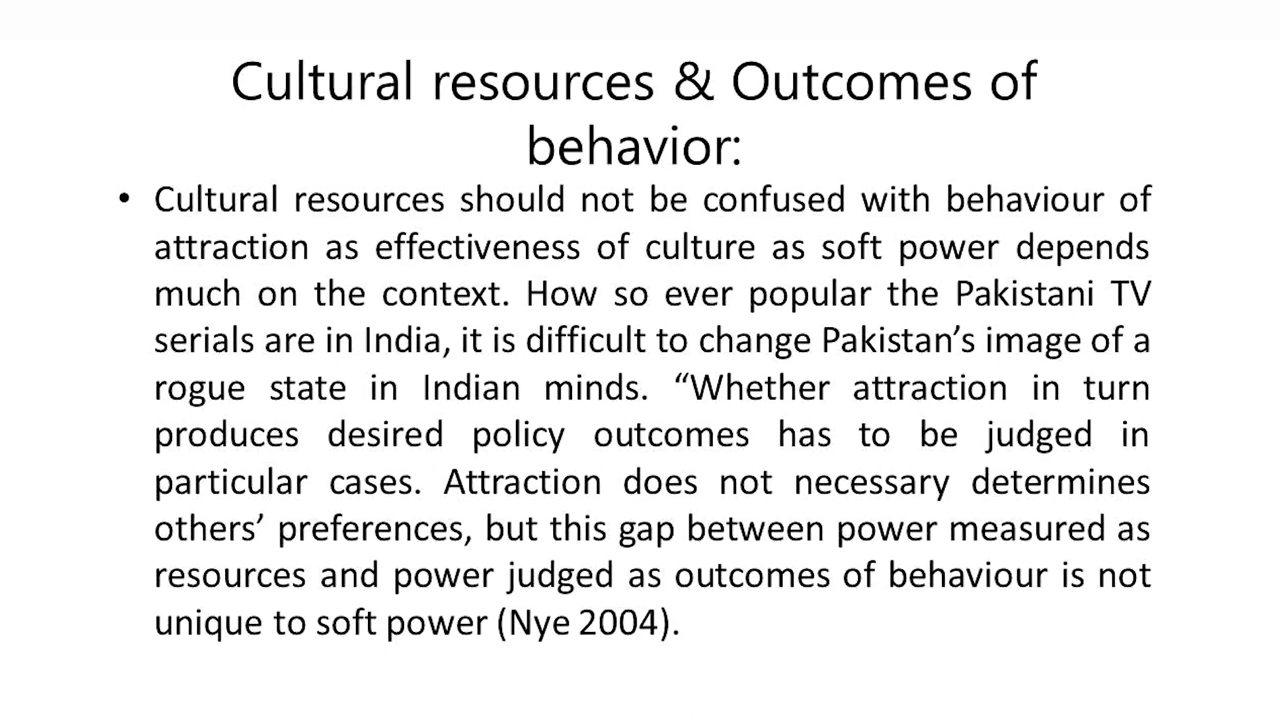 Cultural resources & Outcomes of
behavior:
• Cultural resources should not be confused with behaviour of
attraction as effectiveness of culture as soft power depends
much on the context. How so ever popular the Pakistani TV
serials are in India, it is difficult to change Pakistan’s image of a
rogue state in Indian minds. “Whether attraction in turn
produces desired policy outcomes has to be judged in
particular cases. Attraction does not necessary determines
others’ preferences, but this gap between power measured as
resources and power judged as outcomes of behaviour is not
unique to soft power (Nye 2004).